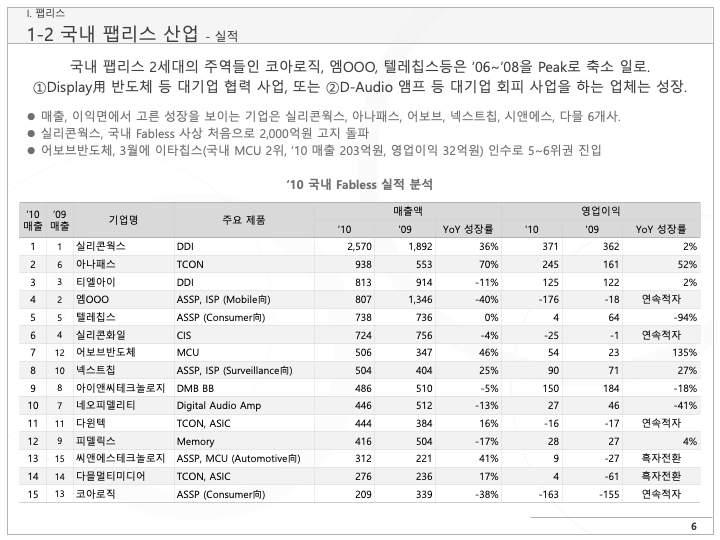 I. 팹리스
1-2 국내 팹리스 산업 - 실적
국내 팹리스 2세대의 주역들인 코아로직, 엠OOO, 텔레칩스등은 ‘06~’08을 Peak로 축소 일로.
①Display用 반도체 등 대기업 협력 사업, 또는 ②D-Audio 앰프 등 대기업 회피 사업을 하는 업체는 성장.
● 매출, 이익면에서 고른 성장을 보이는 기업은 실리콘웍스, 아나패스, 어보브, 넥스트칩, 시앤에스, 다믈 6개사.
● 실리콘웍스, 국내 Fabless 사상 처음으로 2,000억원 고지 돌파
● 어보브반도체, 3월에 이타칩스(국내 MCU 2위, ‘10 매출 203억원, 영업이익 32억원) 인수로 5~6위권 진입
‘10 국내 Fabless 실적 분석
‘10 매출 ‘09 매출 기업명 주요 제품 매출액 영업이익
'10 '09 YoY 성장률 '10 '09 YoY 성장률
1 1 실리콘웍스 DDI 2,570 1,892 36% 371 362 2%
2 6 아나패스 TCON 938 553 70% 245 161 52%
3 3 티엘아이 DDI 813 914 -11% 125 122 2%
4 2 엠OOO ASSP, ISP (Mobile向) 807 1,346 -40% -176 -18 연속적자
5 5 텔레칩스 ASSP (Consumer向) 738 736 0% 4 64 -94%
6 4 실리콘화일 CIS 724 756 -4% -25 -1 연속적자
7 12 어보브반도체 MCU 506 347 46% 54 23 135%
8 10 넥스트칩 ASSP, ISP (Surveillance向) 504 404 25% 90 71 27%
9 8 아이앤씨테크놀로지 DMB BB 486 510 -5% 150 184 -18%
10 7 네오피델리티 Digital Audio Amp 446 512 -13% 27 46 -41%
11 11 다윈텍 TCON, ASIC 444 384 16% -16 -17 연속적자
12 9 피델릭스 Memory 416 504 -17% 28 27 4%
13 15 씨앤에스테크놀로지 ASSP, MCU (Automotive向) 312 221 41% 9 -27 흑자전환
14 14 다믈멀티미디어 TCON, ASIC 276 236 17% 4 -61 흑자전환
15 13 코아로직 ASSP (Consumer向) 209 339 -38% -163 -155 연속적자
6